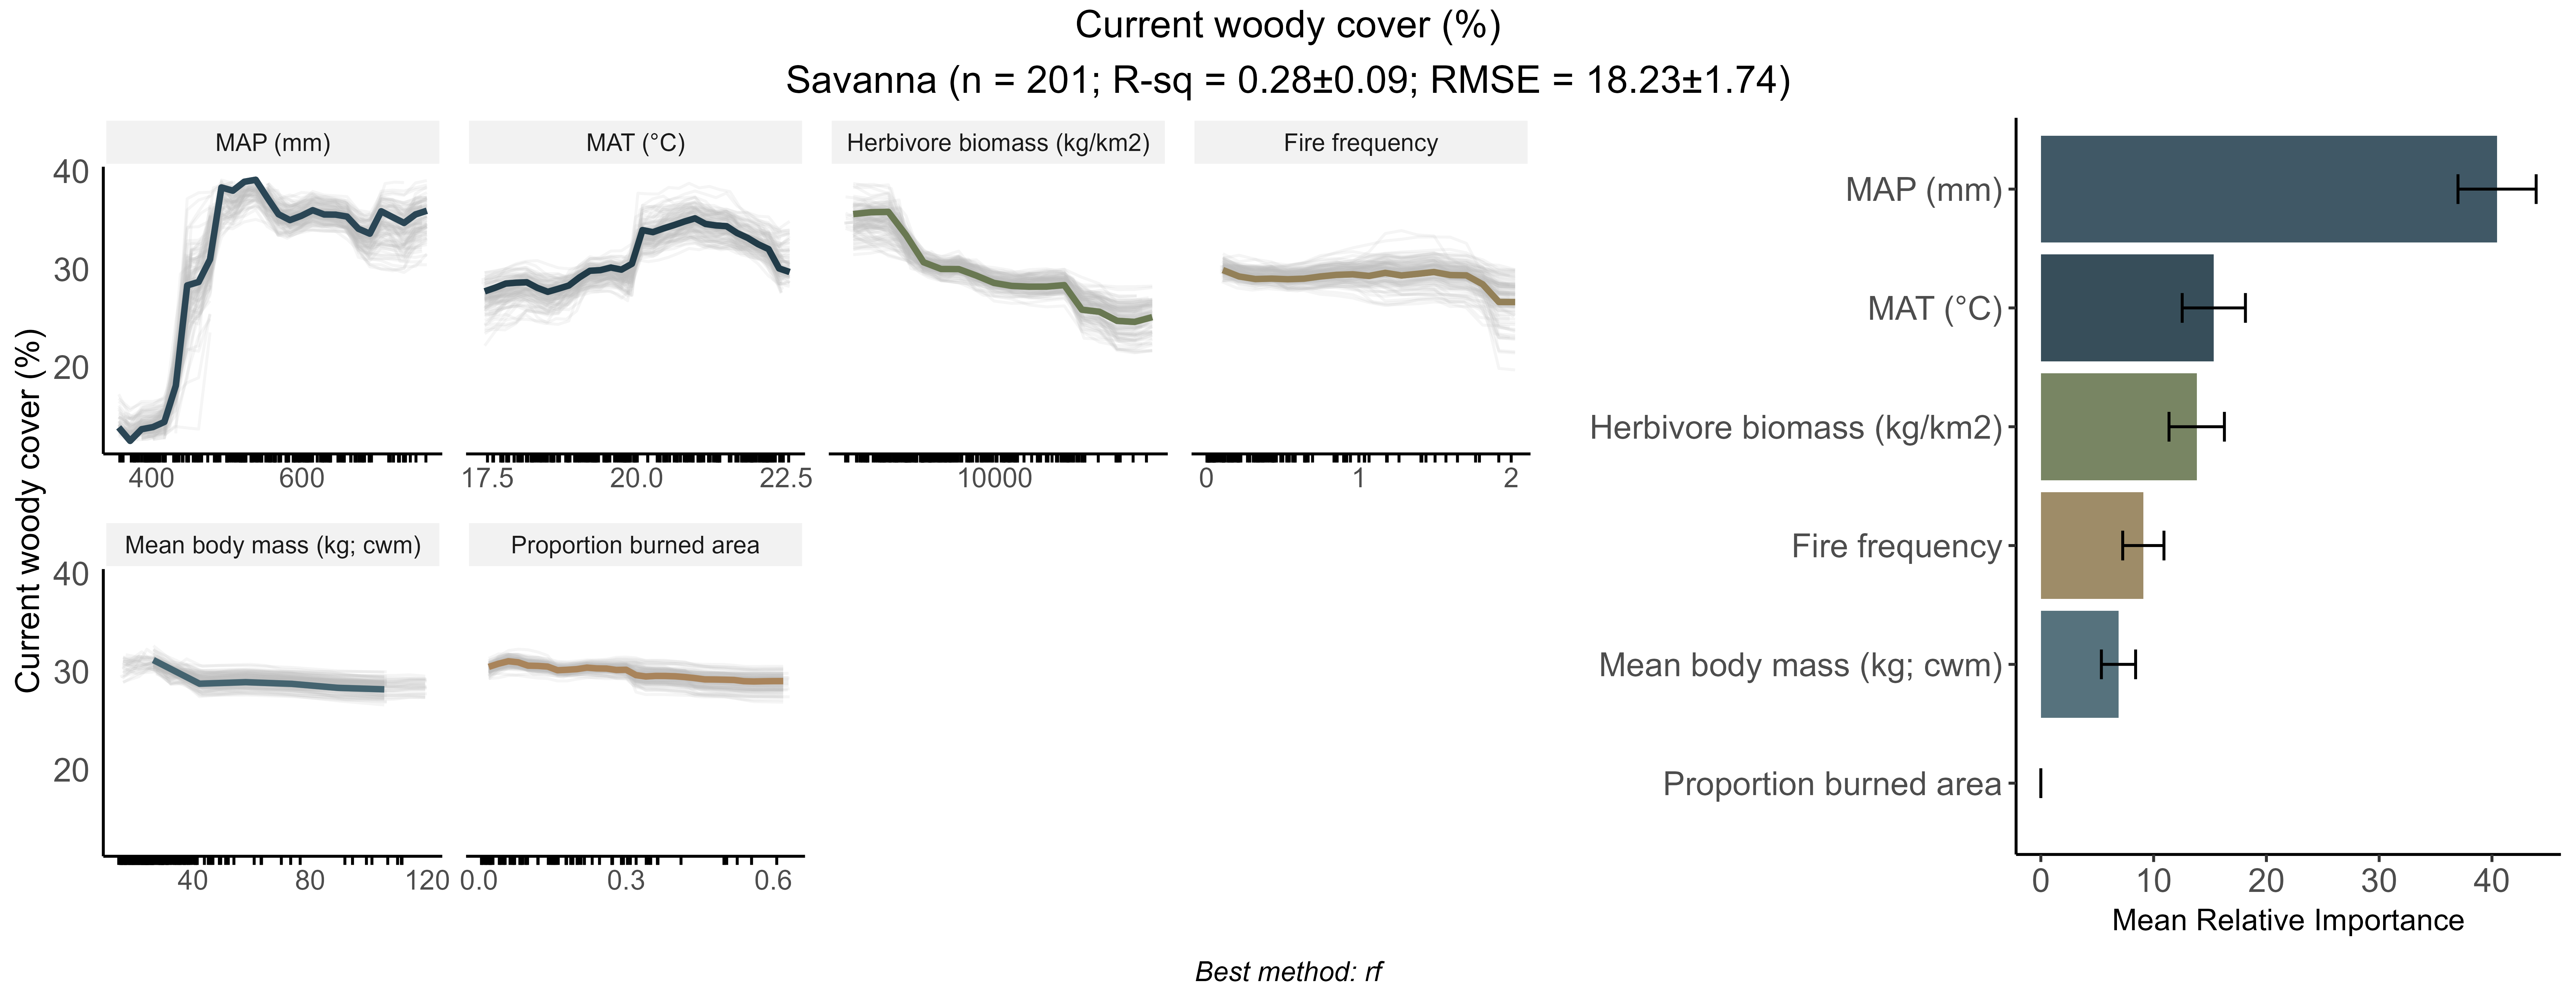 Current woody cover (%)
Savanna (n = 201; R-sq = 0.28±0.09; RMSE = 18.23±1.74)
MAP (mm)
MAT (°C)
Herbivore biomass (kg/km2)
Fire frequency
Current woody cover (%)
40
30
20
400 600
17.5 20.0 22.5
10000
0 1 2
Mean body mass (kg; cwm)
Proportion burned area
40
30
20
40 80 120
0.0 0.3 0.6
MAP (mm)
MAT (°C)
Herbivore biomass (kg/km2)
Fire frequency
Mean body mass (kg; cwm)
Proportion burned area
0 10 20 30 40
Mean Relative Importance
Best method: rf